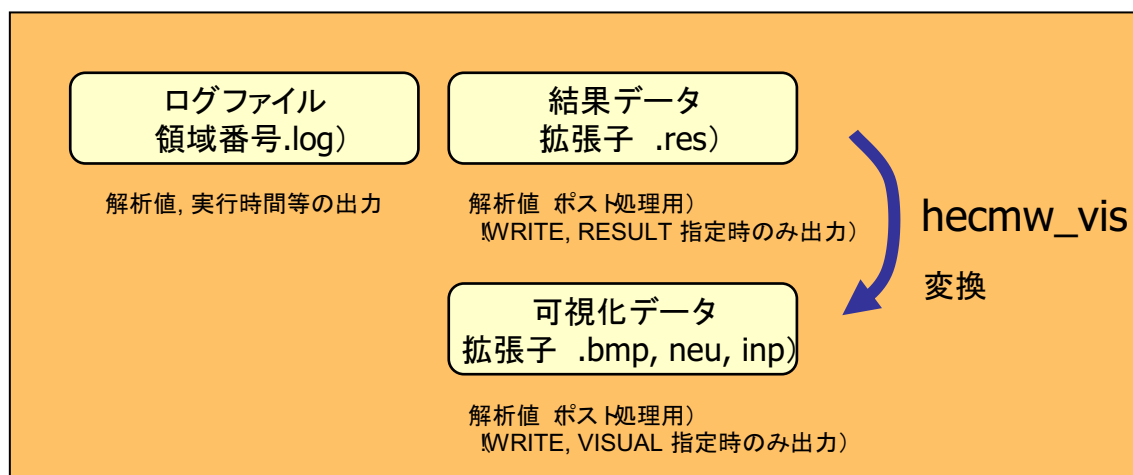 ログファイル
領域番号.log)
解析値, 実行時間等の出力
結果データ
拡張子 .res)
解析値 ポスト処理用)
!WRITE, RESULT 指定時のみ出力)
hecmw_vis
変換
可視化データ
拡張子 .bmp, neu, inp)
解析値 ポスト処理用)
!WRITE, VISUAL 指定時のみ出力)